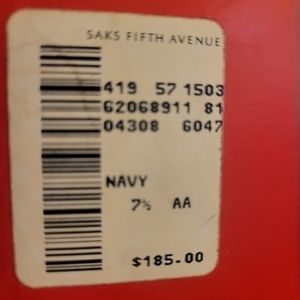 SAKS FIFTH AVENUE
419 57 1503
62068911 81
04308 6047
NAVY
7½ AA
$185.00